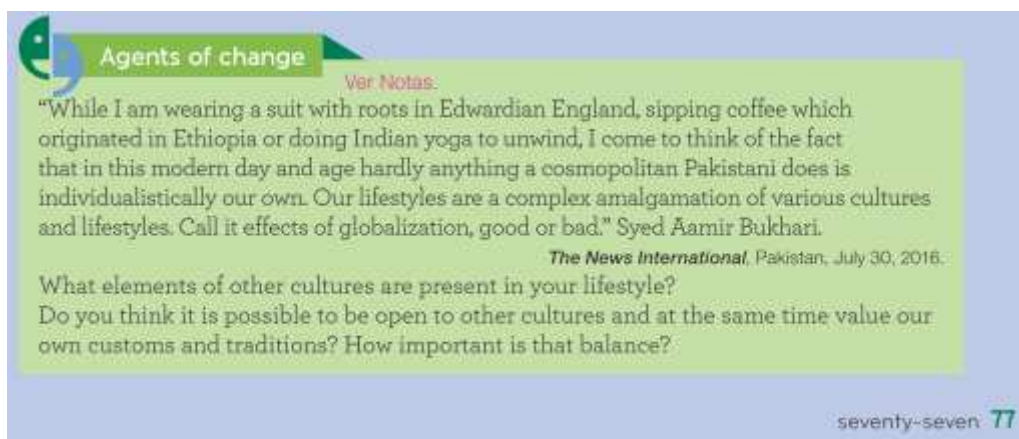 Agents of change
Ver Notas.
“While I am wearing a suit with roots in Edwardian England, sipping coffee which
originated in Ethiopia or doing Indian yoga to unwind, I come to think of the fact
that in this modern day and age hardly anything a cosmopolitan Pakistani does is
individualistically our own. Our lifestyles are a complex amalgamation of various cultures
and lifestyles. Call it effects of globalization, good or bad.” Syed Aamir Bukhari.
The News International, Pakistan, July 30, 2016.
What elements of other cultures are present in your lifestyle?
Do you think it is possible to be open to other cultures and at the same time value our
own customs and traditions? How important is that balance?
seventy-seven 77